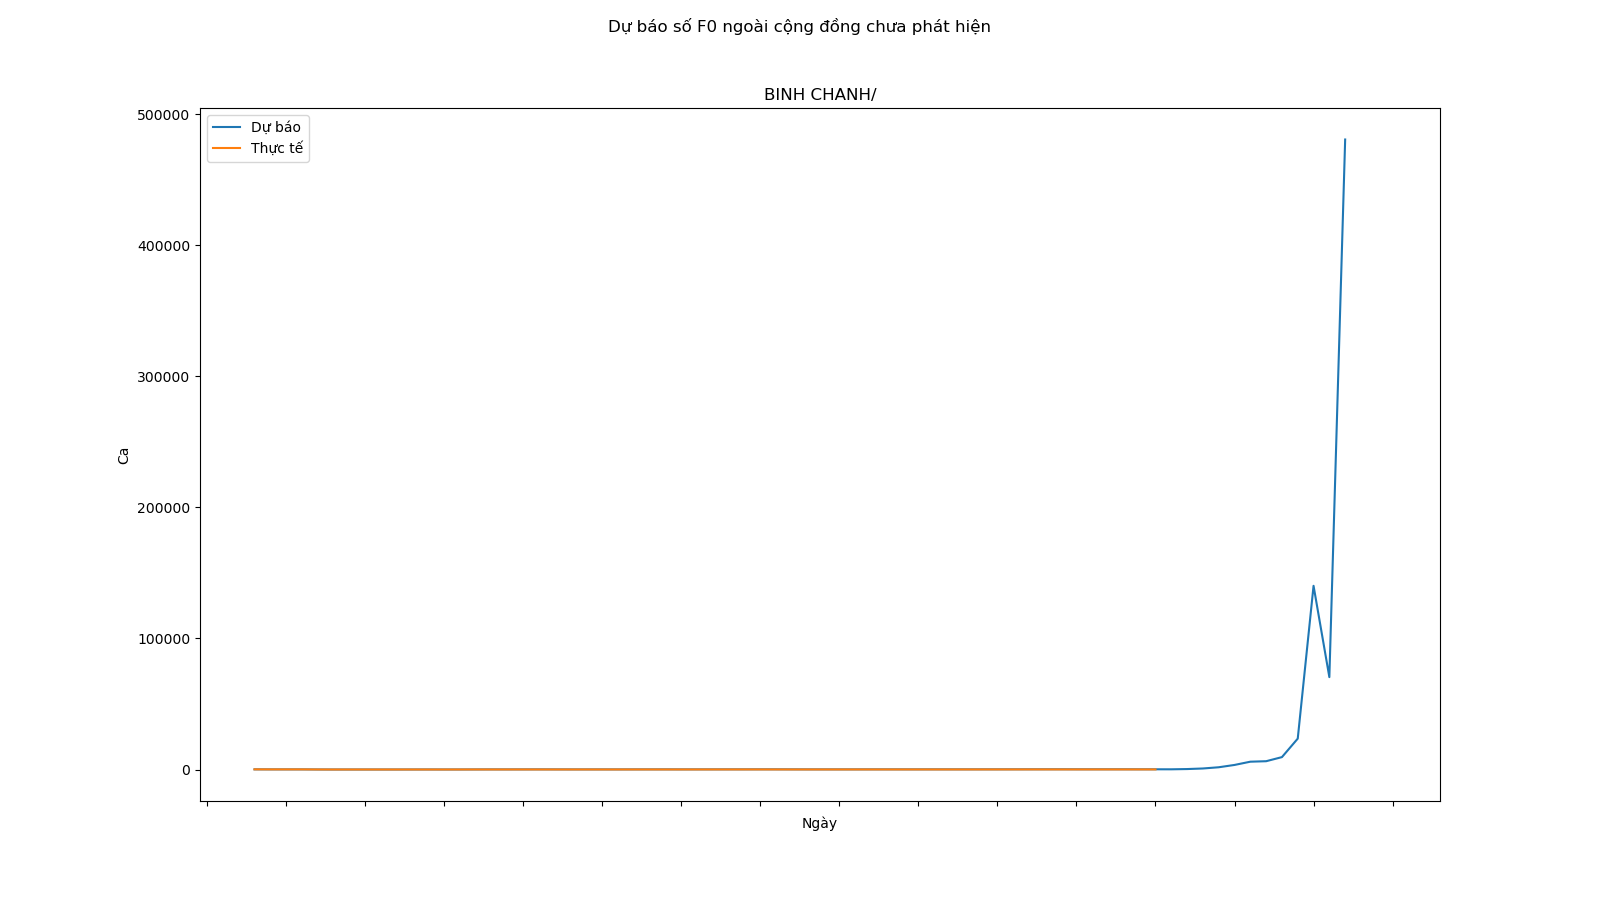 Dự báo số F0 ngoài cộng đồng chưa phát hiện
BINH CHANH/
500000
Dự báo
Thực tế
400000
300000
Ca
200000
100000
0
Ngày